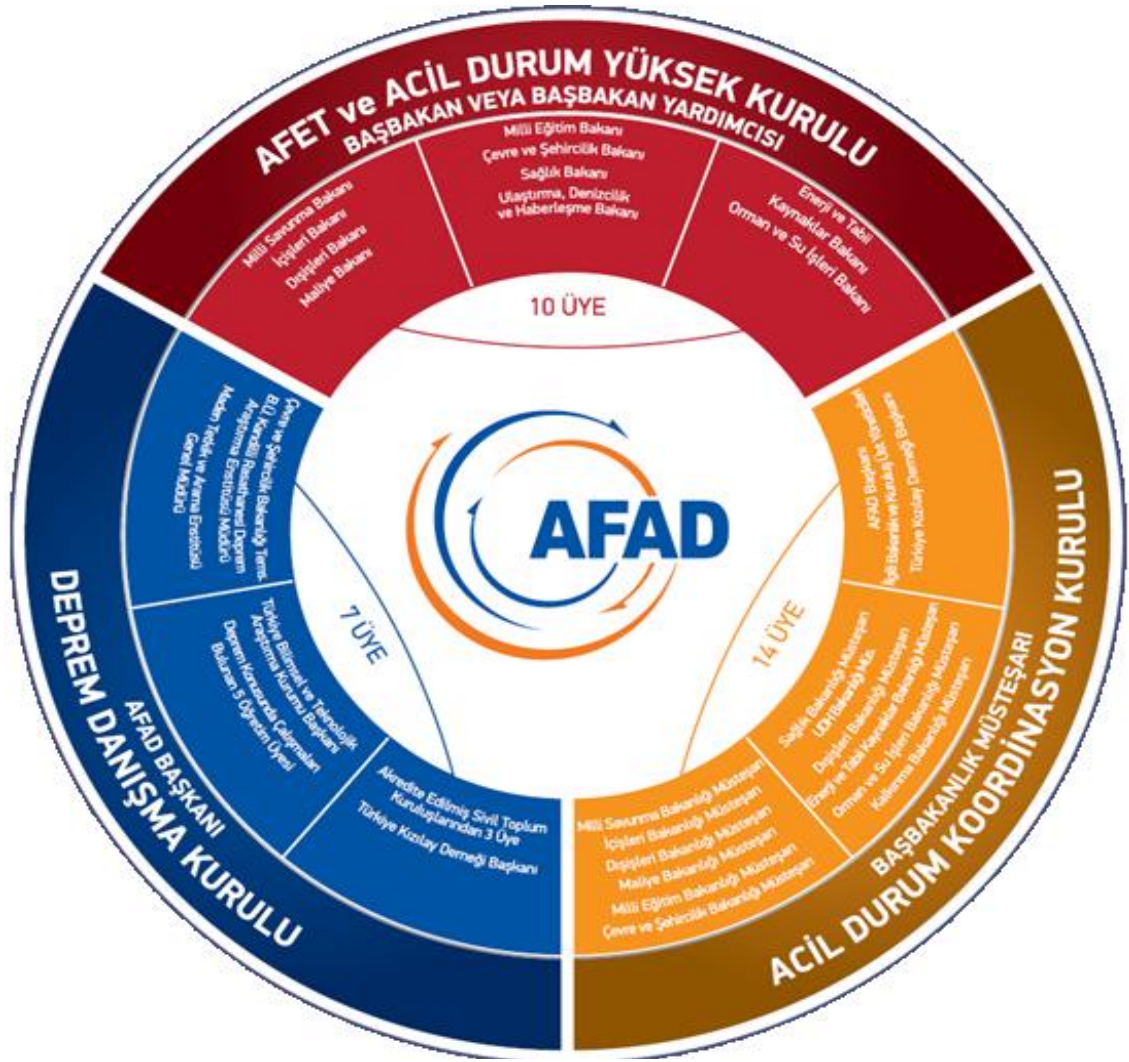 AFET ve ACİL DURUM YÜKSEK KURULU
BAŞBAKAN VEYA BAŞBAKAN YARDIMCISI
Milli Savunma Bakanı
İçişleri Bakanı
Dışişleri Bakanı
Maliye Bakanı
Milli Eğitim Bakanı
Çevre ve Şehircilik Bakanı
Sağlık Bakanı
Ulaştırma, Denizcilik
ve Haberleşme Bakanı
Enerji ve Tabii
Kaynaklar Bakanı
Orman ve Su İşleri Bakanı
10 ÜYE
AFAD
ACİL DURUM KOORDİNASYON KURULU
BAŞBAKANLIK MÜSTEŞARI
AFAD Başkanı
İlgili Bakanlık ve Kuruluş Üst Yöneticileri
Türkiye Kızılay Derneği Başkanı
Sağlık Bakanlığı Müsteşarı
UDH Bakanlığı Müs.
Dışişleri Bakanlığı Müsteşarı
Enerji ve Tabii Kaynaklar Bakanlığı Müsteşarı
Orman ve Su İşleri Bakanlığı Müsteşarı
Kalkınma Bakanlığı Müsteşarı
Milli Savunma Bakanlığı Müsteşarı
İçişleri Bakanlığı Müsteşarı
Dışişleri Bakanlığı Müsteşarı
Maliye Bakanlığı Müsteşarı
Milli Eğitim Bakanlığı Müsteşarı
Çevre ve Şehircilik Bakanlığı Müsteşarı
14 ÜYE
DEPREM DANIŞMA KURULU
AFAD BAŞKANI
Çevre ve Şehircilik Bakanlığı Tems.
B.Ü. Kandilli Rasathanesi Deprem
Araştırma Enstitüsü Müdürü
Maden Tetkik ve Arama Enstitüsü
Genel Müdürü
Türkiye Bilimsel ve Teknolojik
Araştırma Kurumu Başkanı
Deprem Konusunda Çalışmaları
Bulunan 5 Öğretim Üyesi
Akredite Edilmiş Sivil Toplum
Kuruluşlarından 3 Üye
Türkiye Kızılay Derneği Başkanı
7 ÜYE